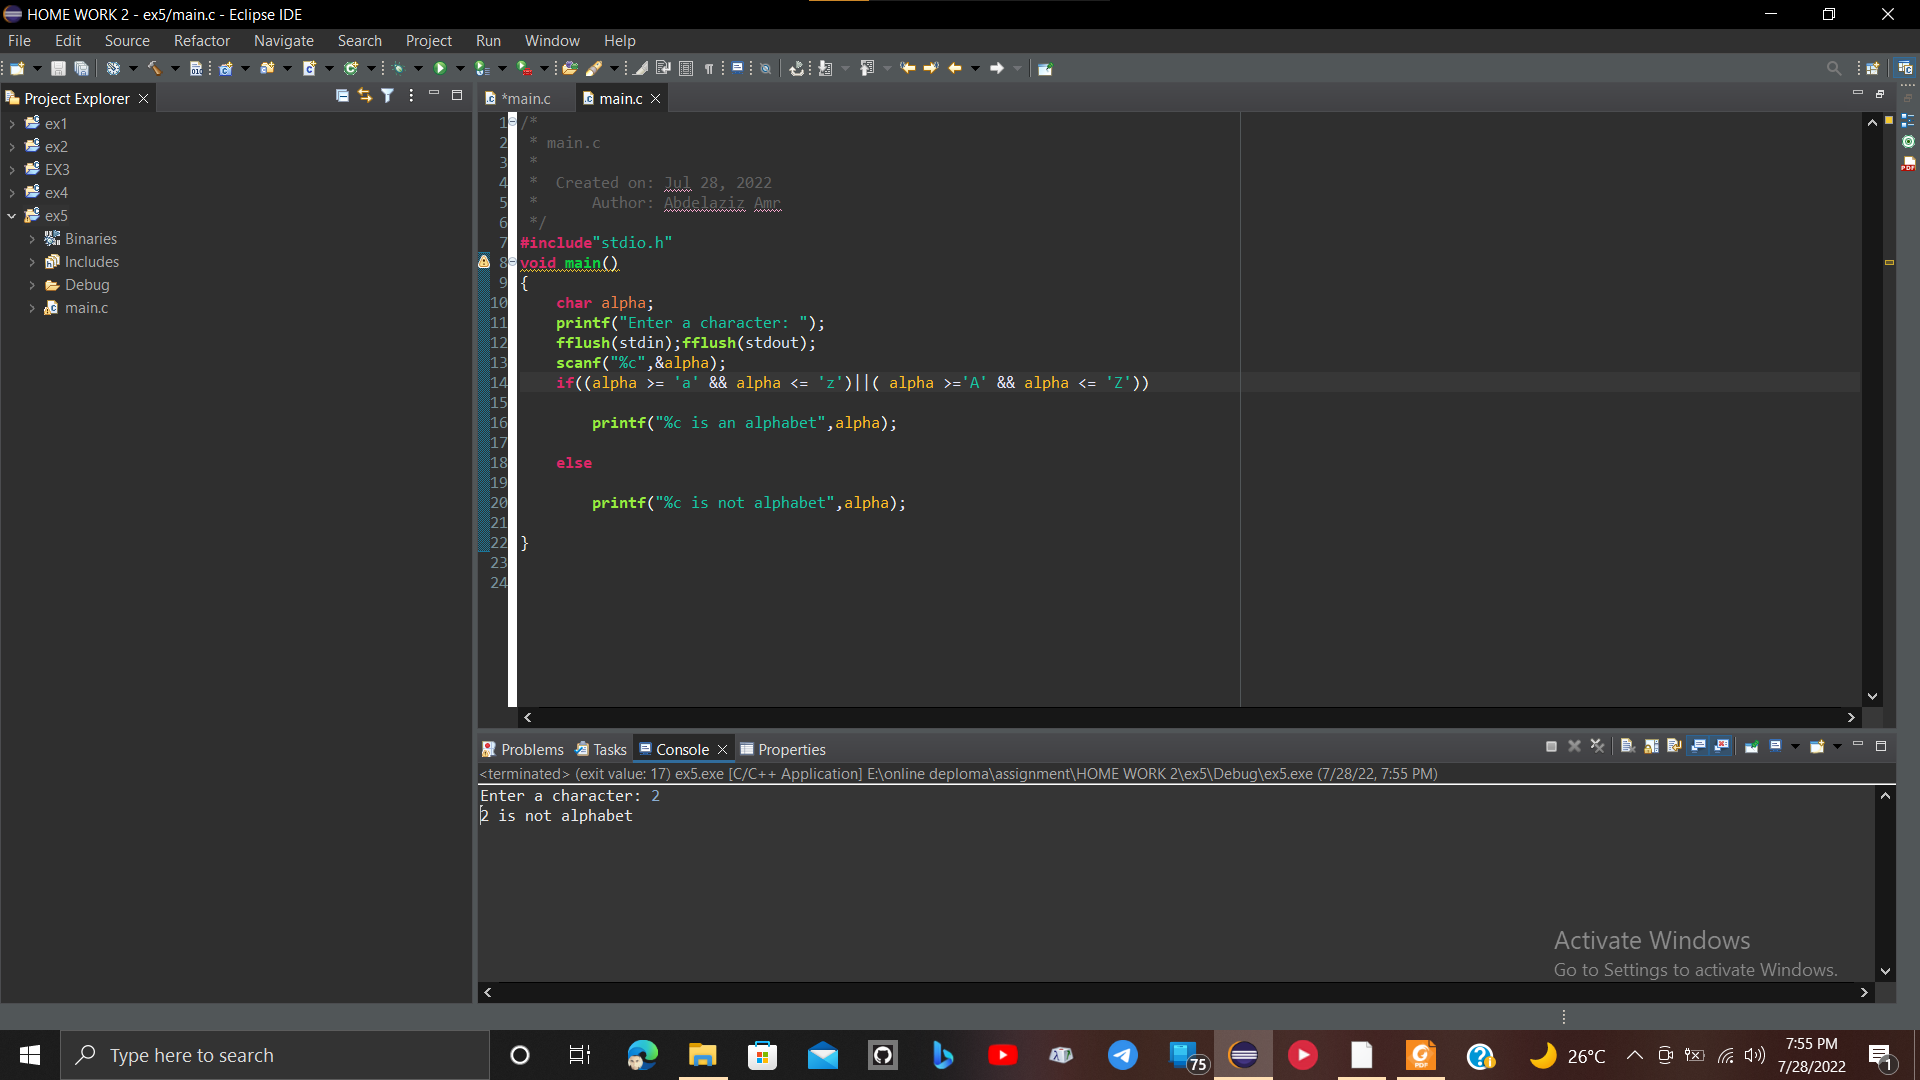 HOME WORK 2 - ex5/main.c - Eclipse IDE
File Edit Source Refactor Navigate Search Project Run Window Help
Project Explorer
*main.c
main.c
ex1
ex2
EX3
ex4
ex5
Binaries
Includes
Debug
main.c
1 /*
2  * main.c
3  *
4  *  Created on: Jul 28, 2022
5  *      Author: Abdelaziz Amr
6  */
7 #include"stdio.h"
8 void main()
9 {
10     char alpha;
11     printf("Enter a character: ");
12     fflush(stdin);fflush(stdout);
13     scanf("%c",&alpha);
14     if((alpha >= 'a' && alpha <= 'z')||( alpha >='A' && alpha <= 'Z'))
15
16         printf("%c is an alphabet",alpha);
17
18     else
19
20         printf("%c is not alphabet",alpha);
21
22 }
23
24
Problems Tasks Console Properties
<terminated> (exit value: 17) ex5.exe [C/C++ Application] E:\online deploma\assignment\HOME WORK 2\ex5\Debug\ex5.exe (7/28/22, 7:55 PM)
Enter a character: 2
2 is not alphabet
Activate Windows
Go to Settings to activate Windows.
Type here to search
75
26°C
7:55 PM
7/28/2022
1